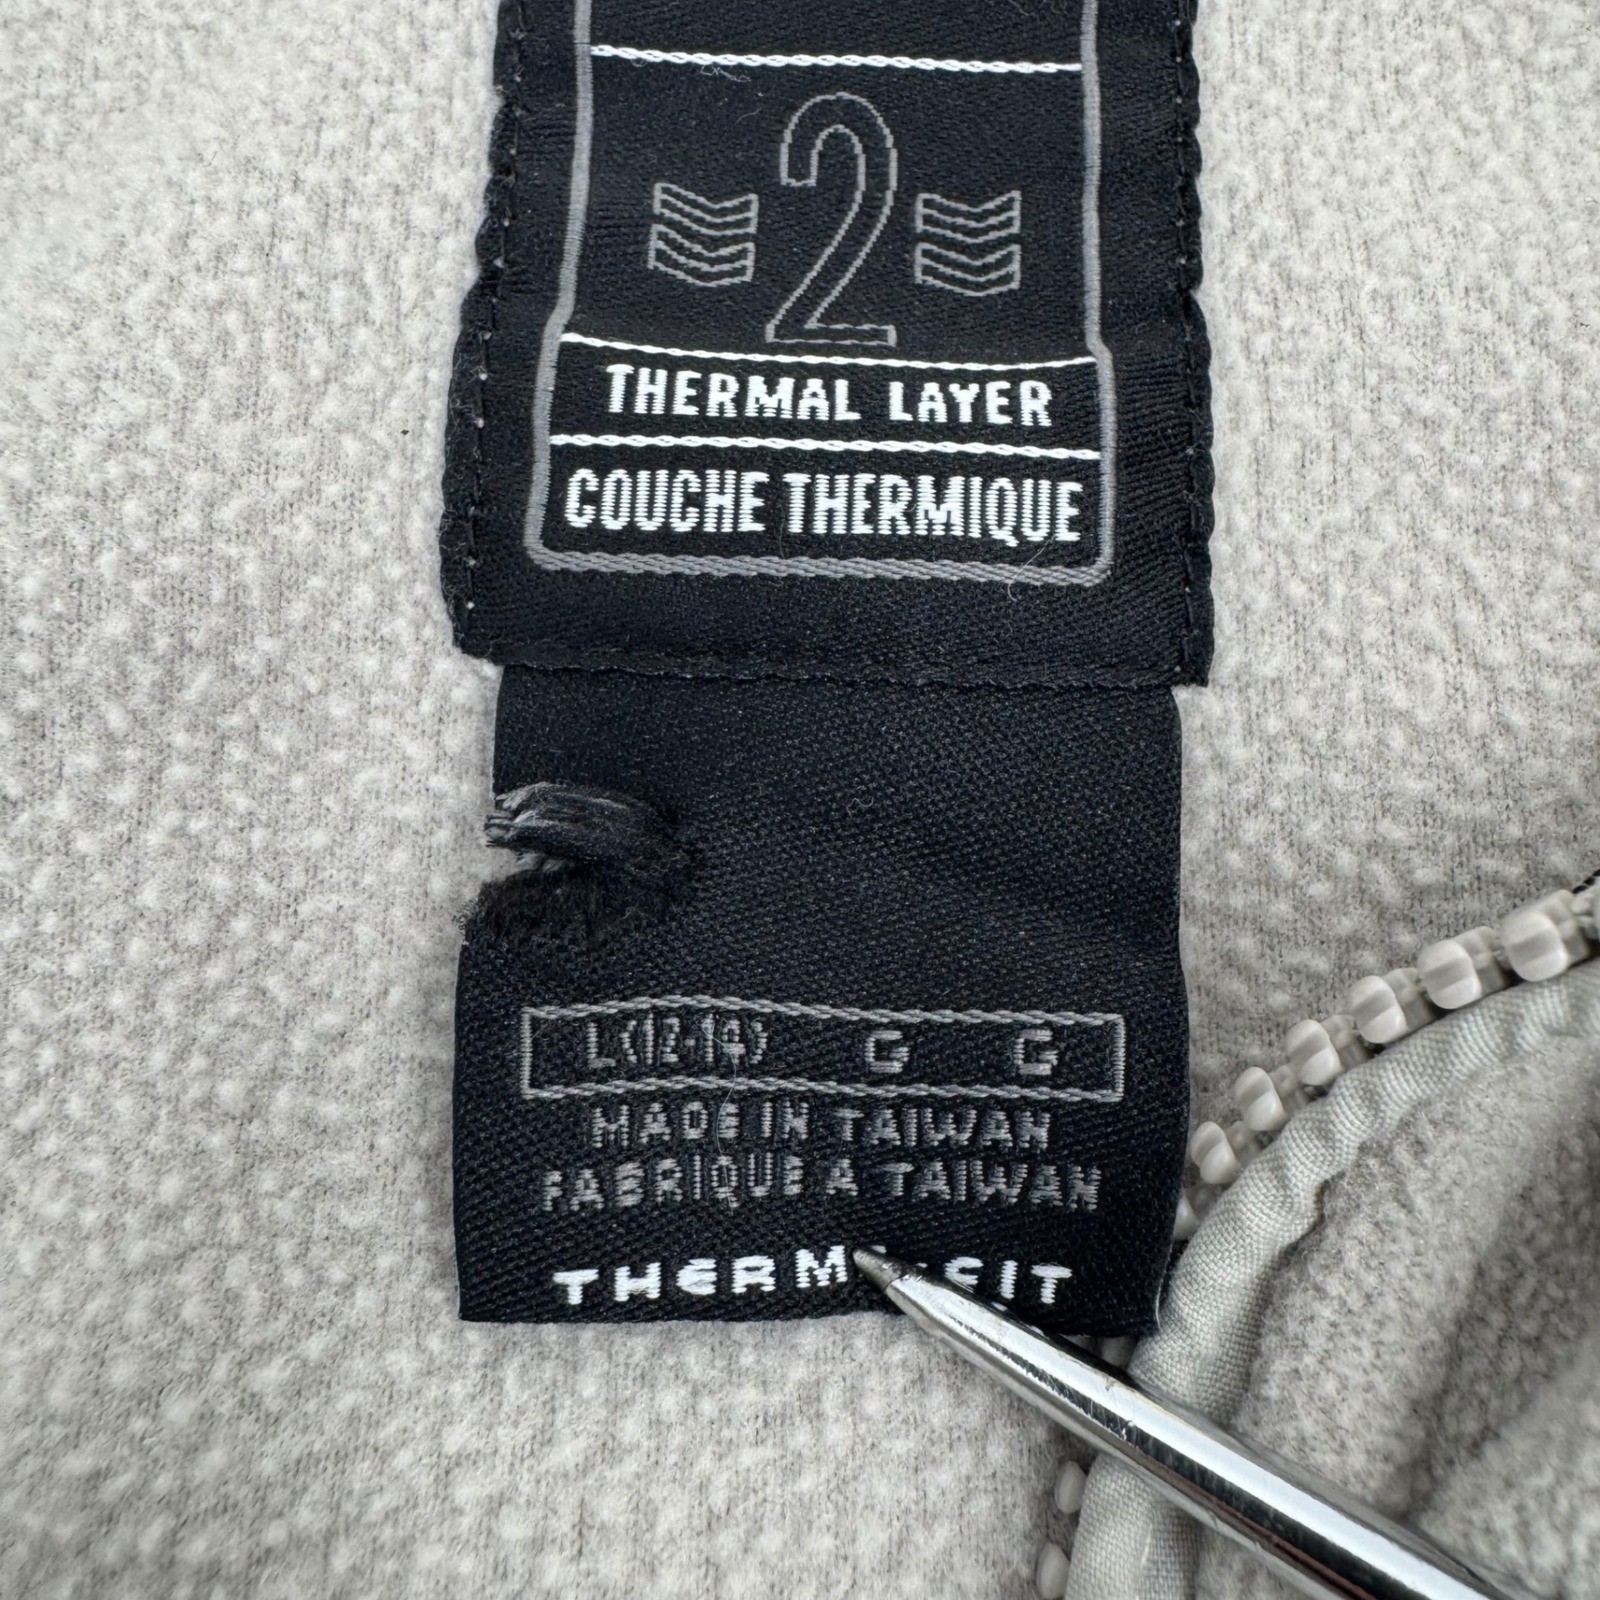 2
THERMAL LAYER
COUCHE THERMIQUE
L(12-14) G G
MADE IN TAIWAN
FABRIQUE A TAIWAN